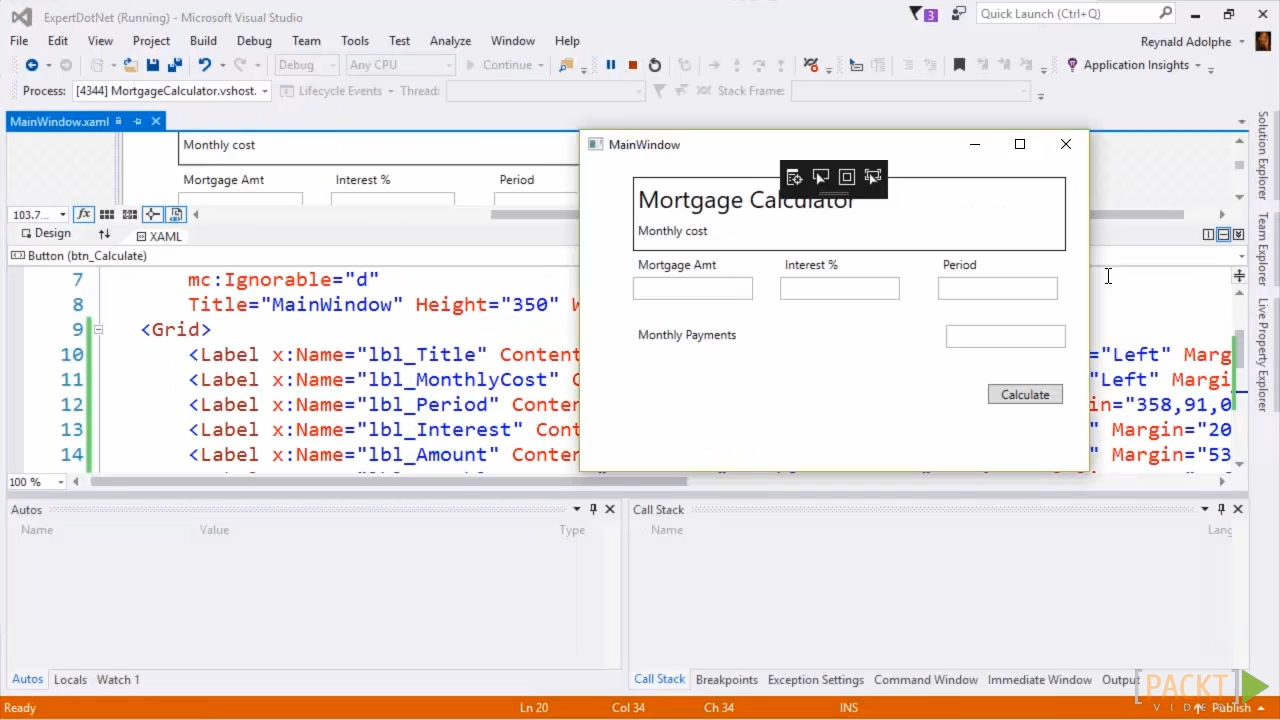 ExpertDotNet (Running) - Microsoft Visual Studio
3
Quick Launch (Ctrl+Q)
File Edit View Project Build Debug Team Tools Test Analyze Window Help
Reynald Adolphe
Debug Any CPU Continue Application Insights
Process: [4344] MortgageCalculator.vshost. Lifecycle Events Thread: Stack Frame:
MainWindow.xaml
Monthly cost
Mortgage Amt Interest % Period
103.7... fx
Design XAML
Button (btn_Calculate)
7 mc:Ignorable="d"
8 Title="MainWindow" Height="350" W
9 <Grid>
10 <Label x:Name="lbl_Title" Content ="Left" Marg
11 <Label x:Name="lbl_MonthlyCost" C "Left" Margi
12 <Label x:Name="lbl_Period" Conten in="358,91,0
13 <Label x:Name="lbl_Interest" Cont Margin="20
14 <Label x:Name="lbl_Amount" Conten Margin="53
100 %
MainWindow
Mortgage Calculator
Monthly cost
Mortgage Amt Interest % Period
Monthly Payments
Calculate
Solution Explorer
Team Explorer
Live Property Explorer
Autos
Name Value Type
Call Stack
Name Lang
Autos Locals Watch 1
Call Stack Breakpoints Exception Settings Command Window Immediate Window Output
Ready Ln 20 Col 34 Ch 34 INS Publish
PACKT
VIDEO